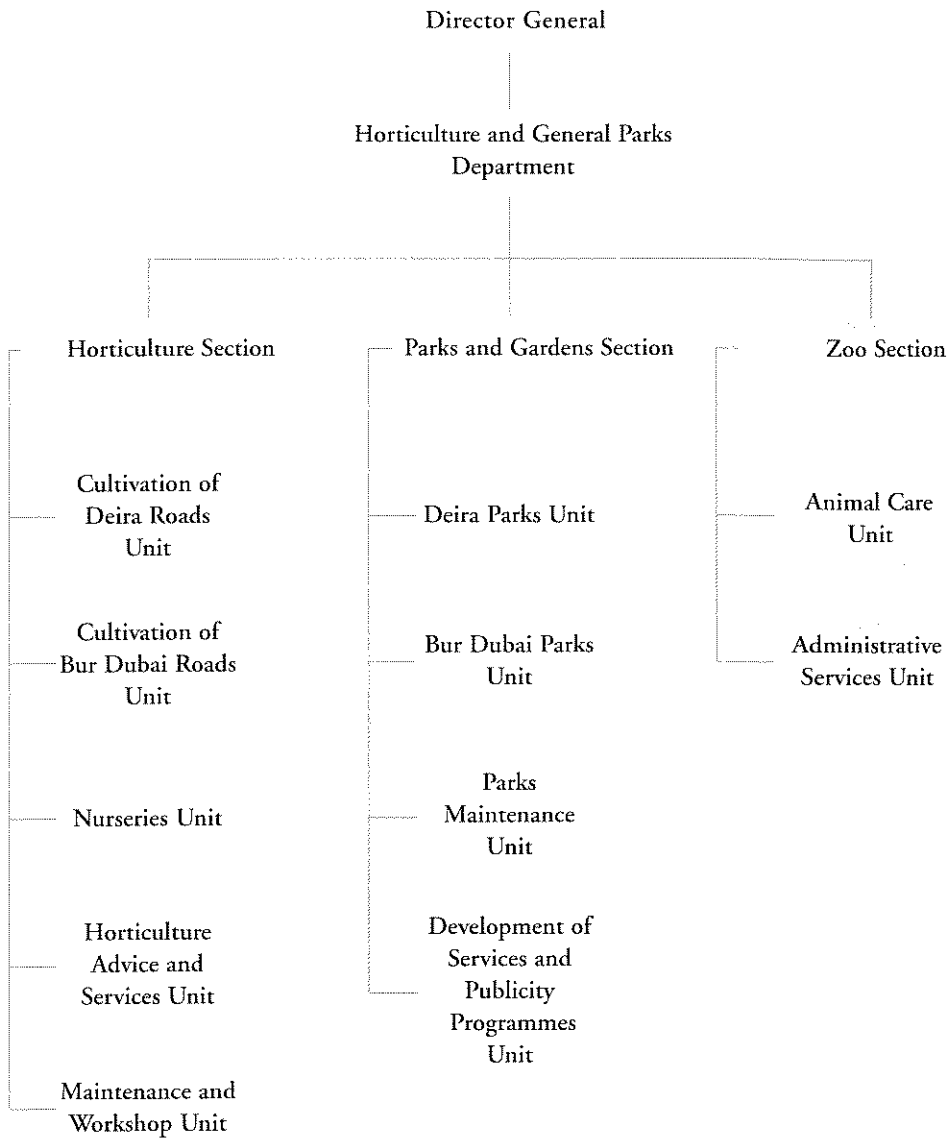 Director General
Horticulture and General Parks
Department
Horticulture Section
Parks and Gardens Section
Zoo Section
Cultivation of
Deira Roads
Unit
Deira Parks Unit
Animal Care
Unit
Cultivation of
Bur Dubai Roads
Unit
Bur Dubai Parks
Unit
Administrative
Services Unit
Nurseries Unit
Parks
Maintenance
Unit
Horticulture
Advice and
Services Unit
Development of
Services and
Publicity
Programmes
Unit
Maintenance and
Workshop Unit